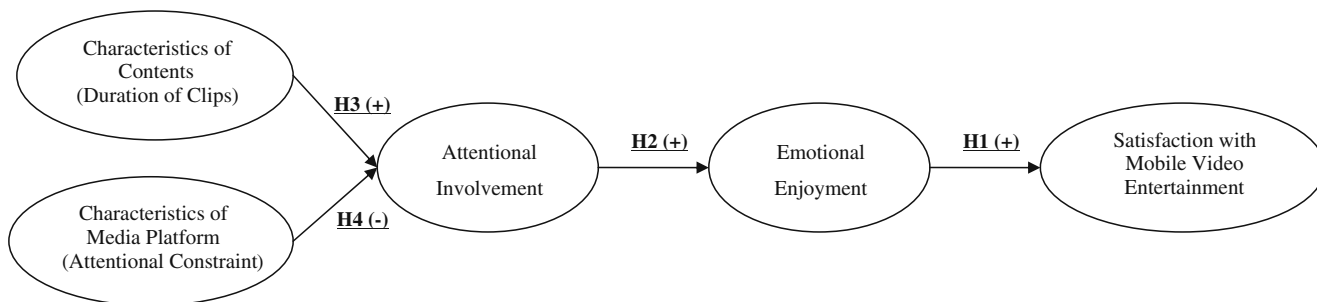 Characteristics of
Contents
(Duration of Clips)
H3 (+)
Characteristics of
Media Platform
(Attentional Constraint)
H4 (-)
Attentional
Involvement
H2 (+)
Emotional
Enjoyment
H1 (+)
Satisfaction with
Mobile Video
Entertainment